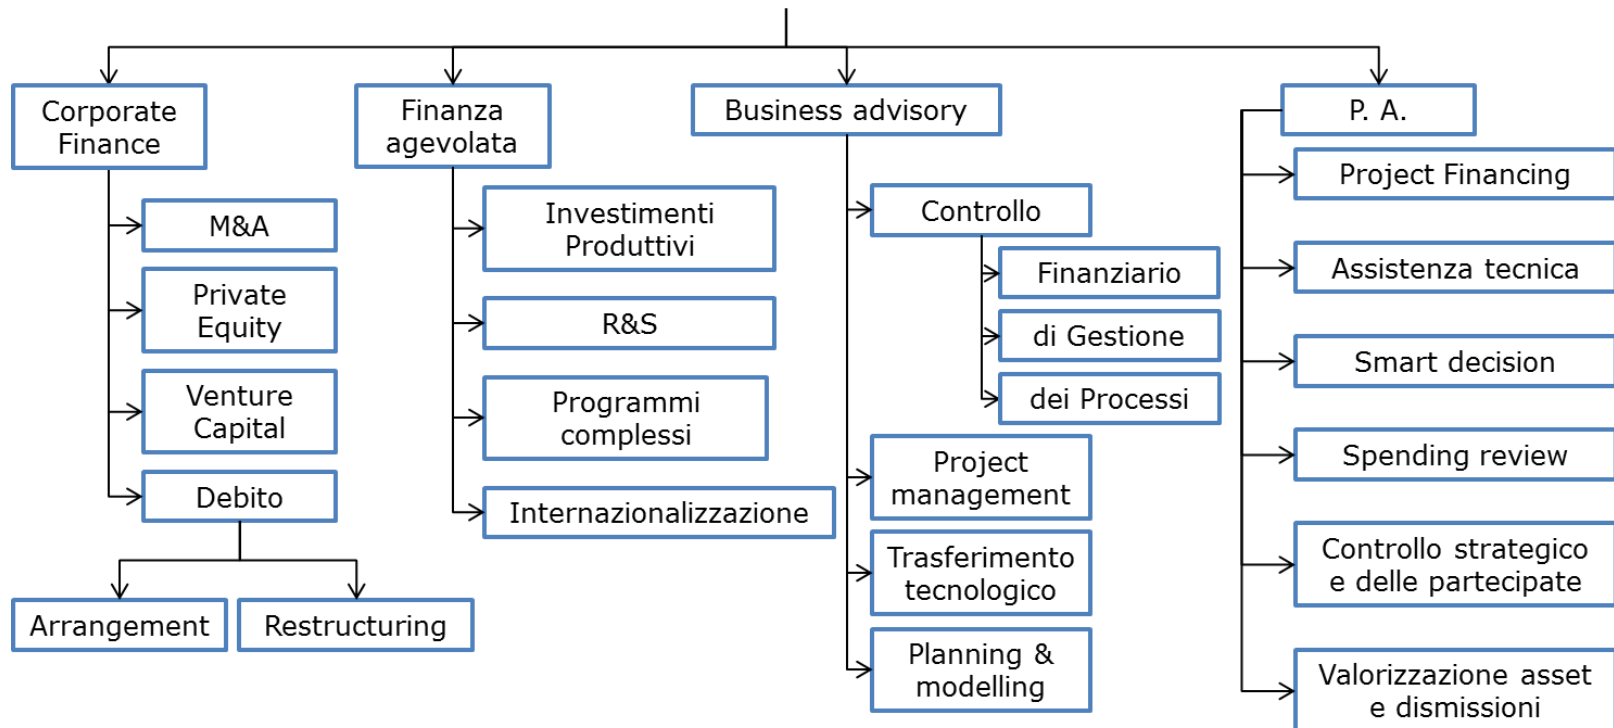 Corporate
Finance
M&A
Private
Equity
Venture
Capital
Debito
Arrangement
Restructuring
Finanza
agevolata
Investimenti
Produttivi
R&S
Programmi
complessi
Internazionalizzazione
Business advisory
Controllo
Finanziario
di Gestione
dei Processi
Project
management
Trasferimento
tecnologico
Planning &
modelling
P. A.
Project Financing
Assistenza tecnica
Smart decision
Spending review
Controllo strategico
e delle partecipate
Valorizzazione asset
e dismissioni